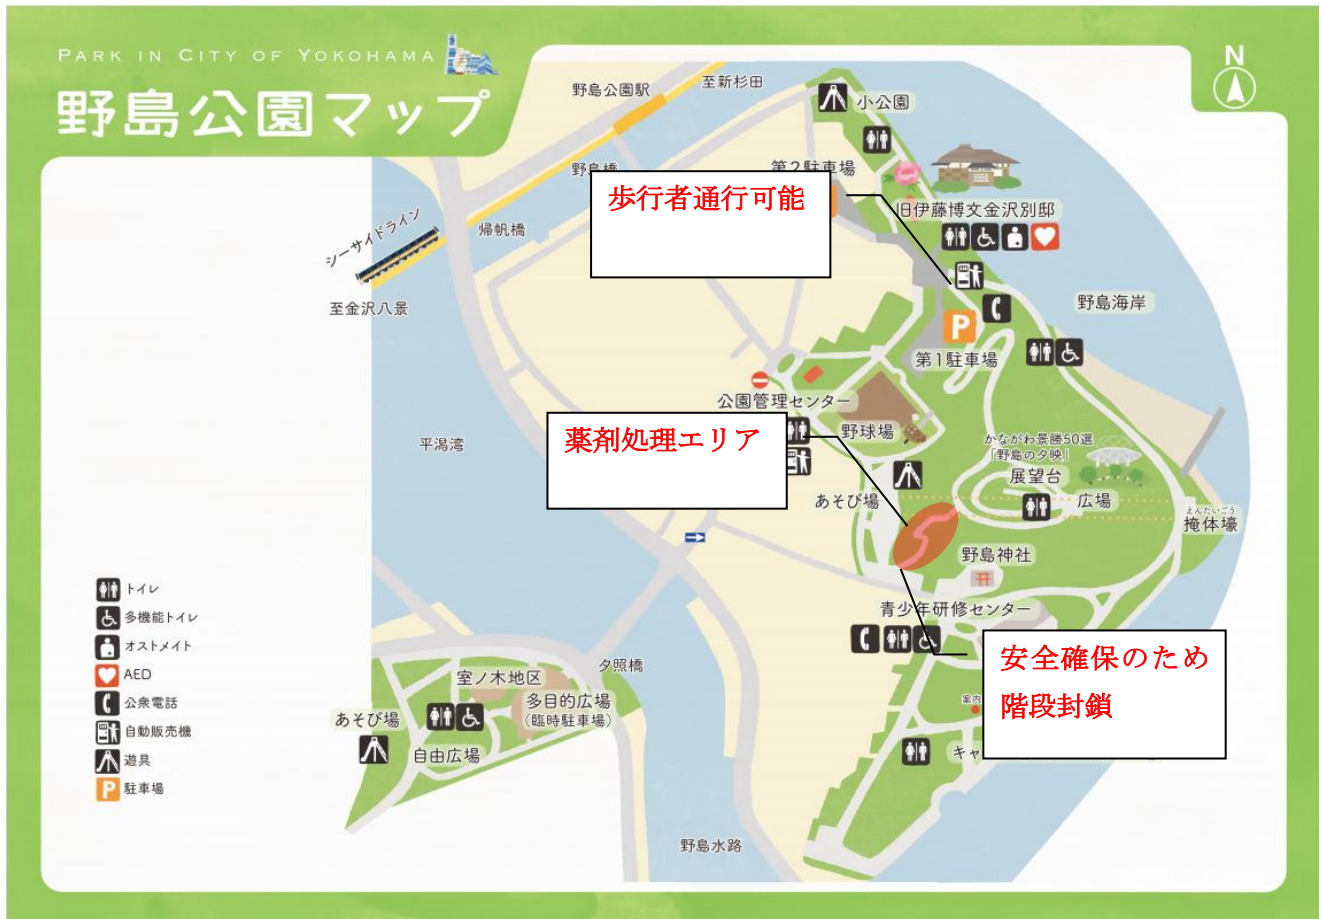 PARK IN CITY OF YOKOHAMA
野島公園マップ
N
野島公園駅
至新杉田
小公園
第2駐車場
野島橋
歩行者通行可能
旧伊藤博文金沢別邸
シーサイドライン
帰帆橋
至金沢八景
野島海岸
P
第1駐車場
公園管理センター
薬剤処理エリア
野球場
平潟湾
かながわ景勝50選
「野島の夕映」
展望台
広場
あそび場
えんたいごう
掩体壕
野島神社
青少年研修センター
安全確保のため
階段封鎖
トイレ
多機能トイレ
オストメイト
AED
公衆電話
自動販売機
遊具
P 駐車場
夕照橋
室ノ木地区
多目的広場
(臨時駐車場)
あそび場
自由広場
案内
キャ
野島水路